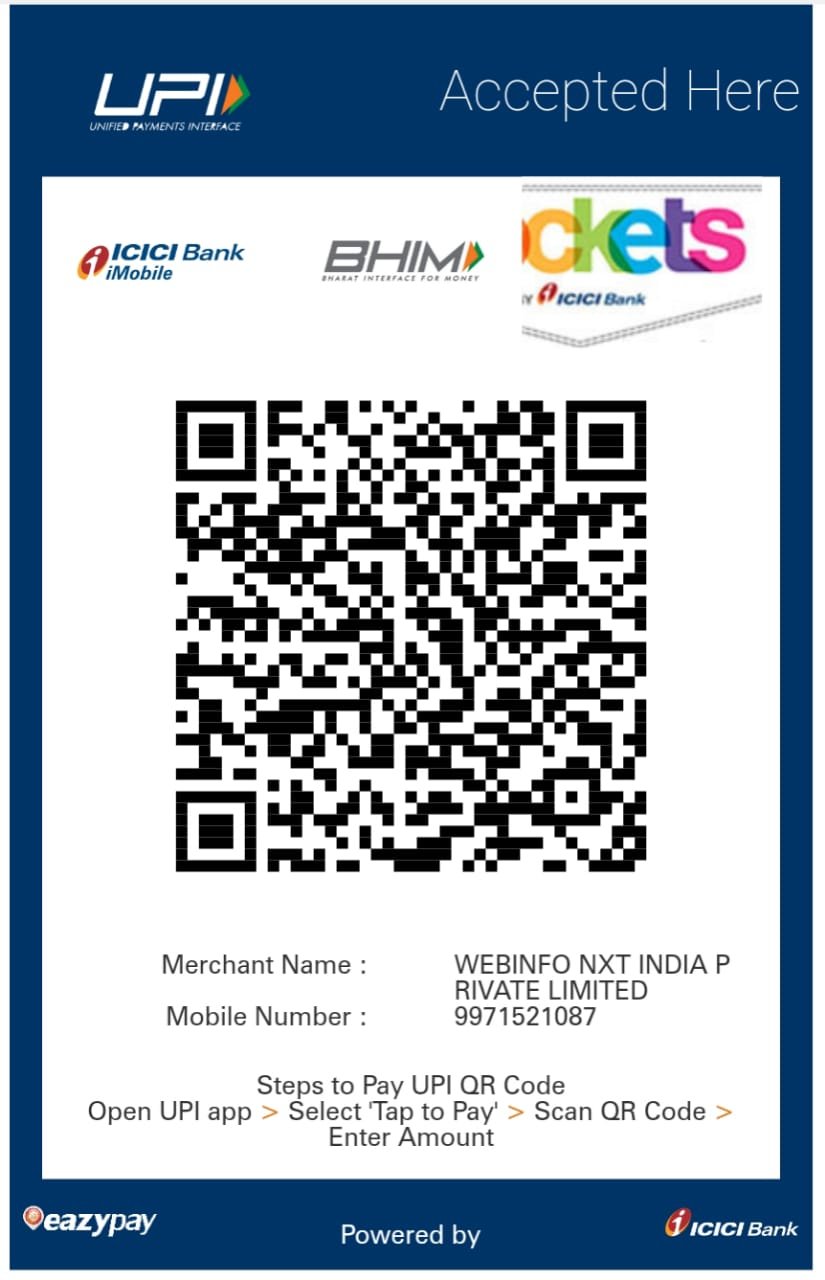 UPI
UNIFIED PAYMENTS INTERFACE
Accepted Here
ICICI Bank
iMobile
BHIM
BHARAT INTERFACE FOR MONEY
ckets
Y ICICI Bank
Merchant Name : WEBINFO NXT INDIA P
RIVATE LIMITED
Mobile Number : 9971521087
Steps to Pay UPI QR Code
Open UPI app > Select 'Tap to Pay' > Scan QR Code >
Enter Amount
eazypay
Powered by
ICICI Bank